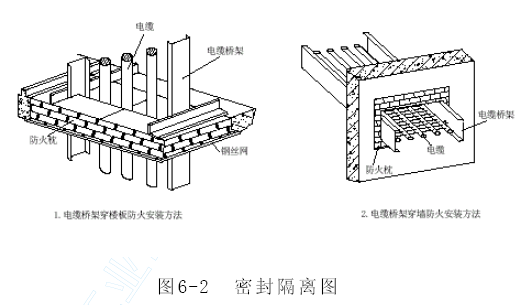 电缆
电缆桥架
防火枕
钢丝网
1.电缆桥架穿楼板防火安装方法
电缆桥架
电缆
防火枕
2.电缆桥架穿墙防火安装方法
图6-2 密封隔离图